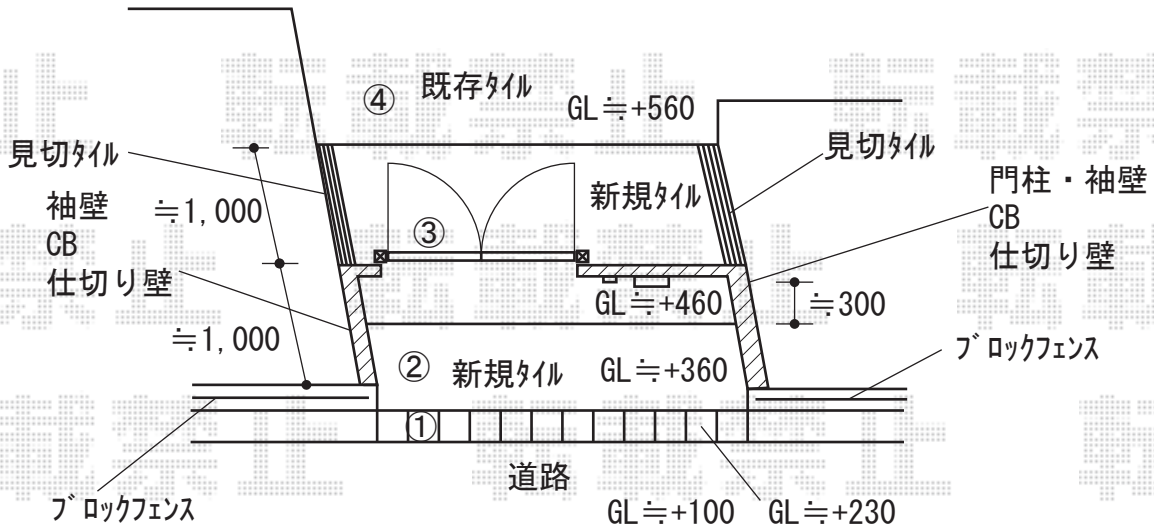 ④ 既存ﾀｲﾙ
GL≒+560
見切ﾀｲﾙ
見切ﾀｲﾙ
袖壁
CB
仕切り壁
≒1,000
新規ﾀｲﾙ
門柱・袖壁
CB
仕切り壁
③
GL≒+460
≒300
≒1,000
② 新規ﾀｲﾙ GL≒+360
ﾌﾞﾛｯｸﾌｪﾝｽ
①
道路
ﾌﾞﾛｯｸﾌｪﾝｽ
GL≒+100 GL≒+230
転載禁止